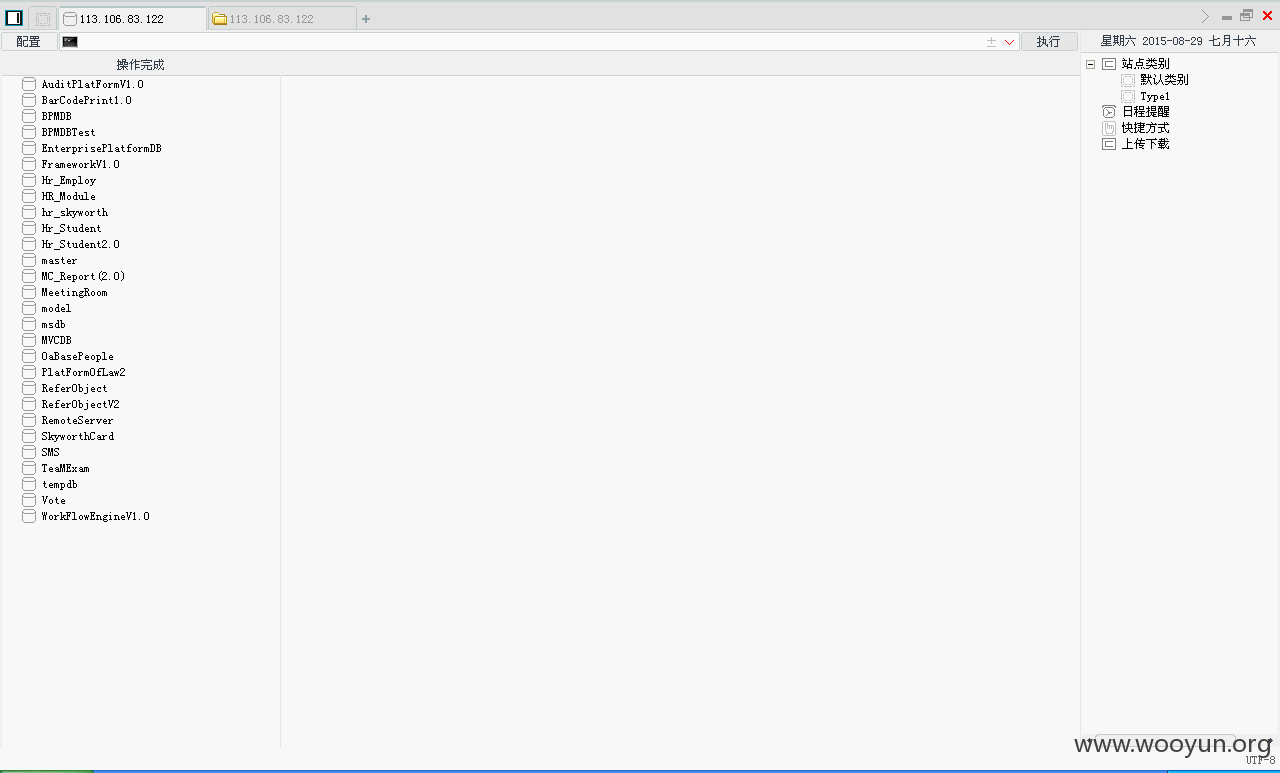 113.106.83.122
113.106.83.122
+
配置
执行
星期六 2015-08-29 七月十六
操作完成
AuditPlatFormV1.0
BarCodePrint1.0
BPMDB
BPMDBTest
EnterprisePlatformDB
FrameworkV1.0
Hr_Employ
HR_Module
hr_skyworth
Hr_Student
Hr_Student2.0
master
MC_Report(2.0)
MeetingRoom
model
msdb
MVCDB
OaBasePeople
PlatFormOfLaw2
ReferObject
ReferObjectV2
RemoteServer
SkyworthCard
SMS
TeaMExam
tempdb
Vote
WorkFlowEngineV1.0
站点类别
默认类别
Type1
日程提醒
快捷方式
上传下载
www.wooyun.org
UTF-8